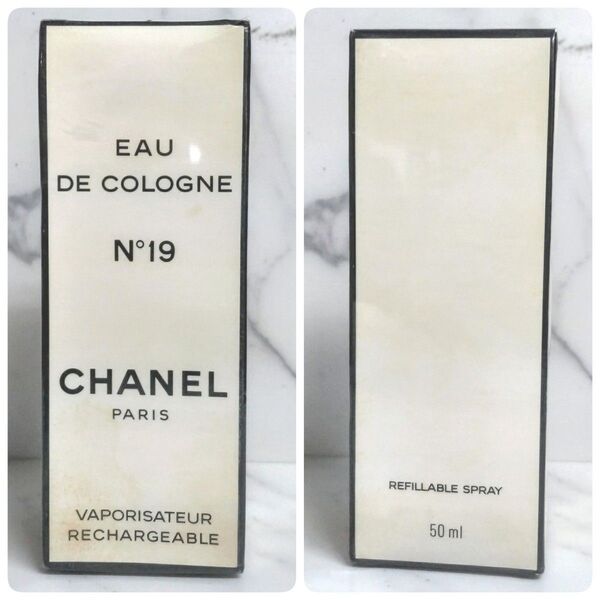 EAU
DE COLOGNE
N°19
CHANEL
PARIS
VAPORISATEUR
RECHARGEABLE
REFILLABLE SPRAY
50 ml